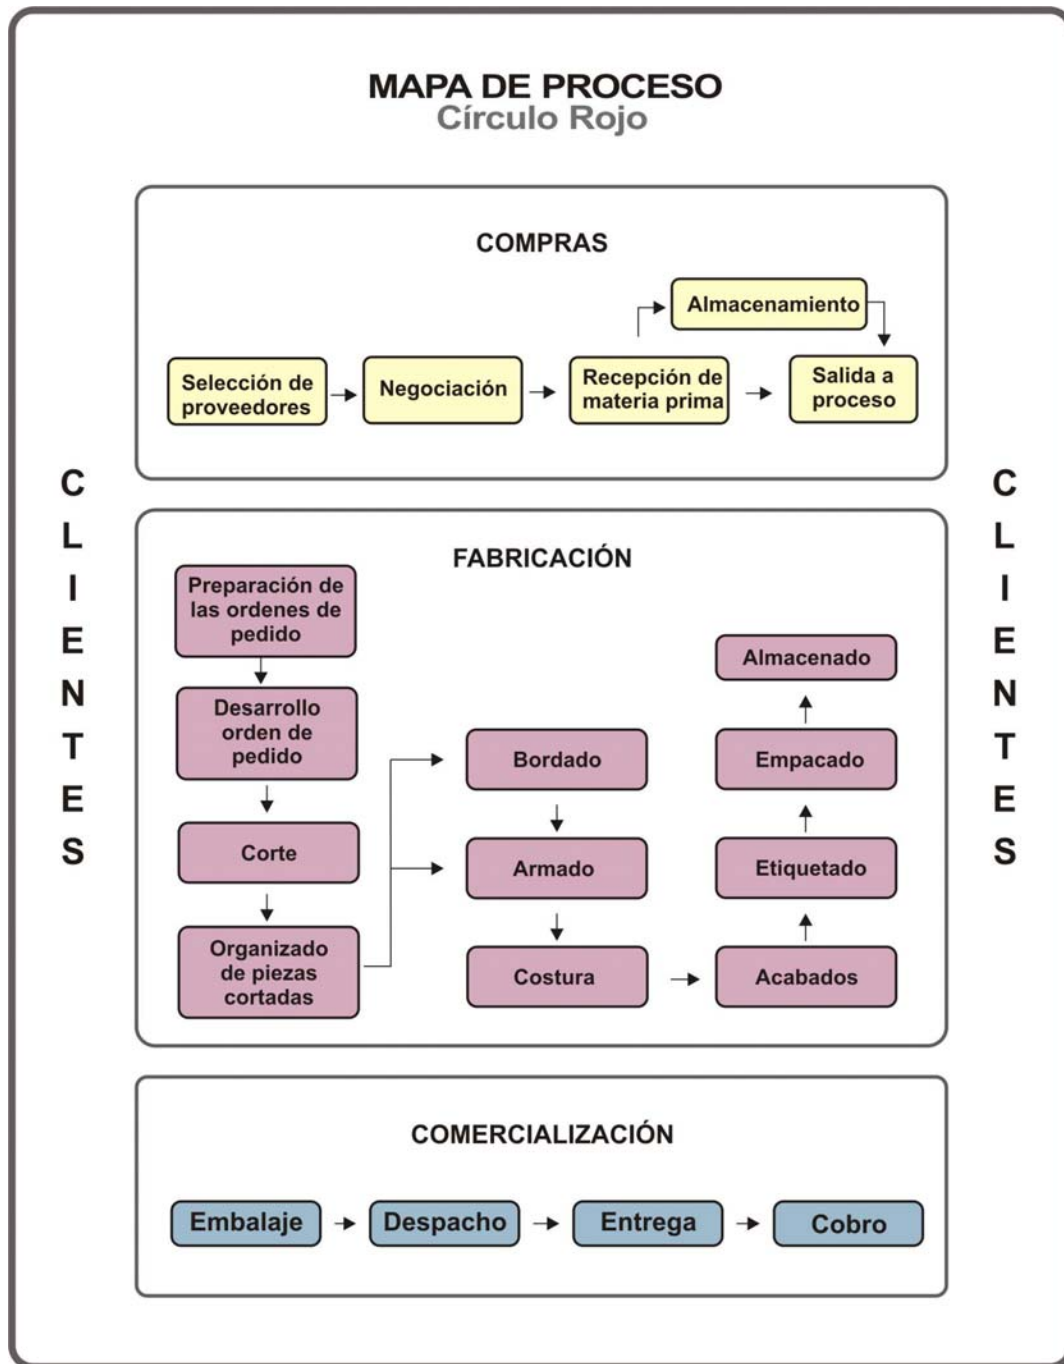 MAPA DE PROCESO
Círculo Rojo
COMPRAS
Almacenamiento
Selección de
proveedores
Negociación
Recepción de
materia prima
Salida a
proceso
CLIENTES
CLIENTES
FABRICACIÓN
Preparación de
las ordenes de
pedido
Desarrollo
orden de
pedido
Corte
Organizado
de piezas
cortadas
Bordado
Armado
Costura
Almacenado
Empacado
Etiquetado
Acabados
COMERCIALIZACIÓN
Embalaje
Despacho
Entrega
Cobro